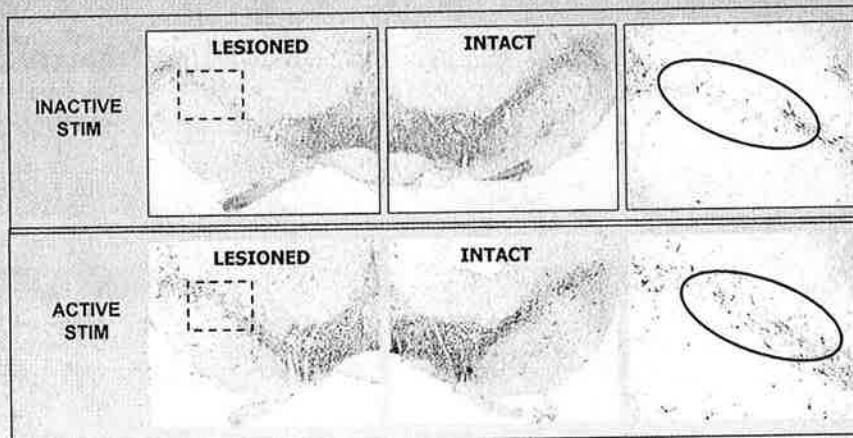 LESIONED
INTACT
INACTIVE
STIM
LESIONED
INTACT
ACTIVE
STIM